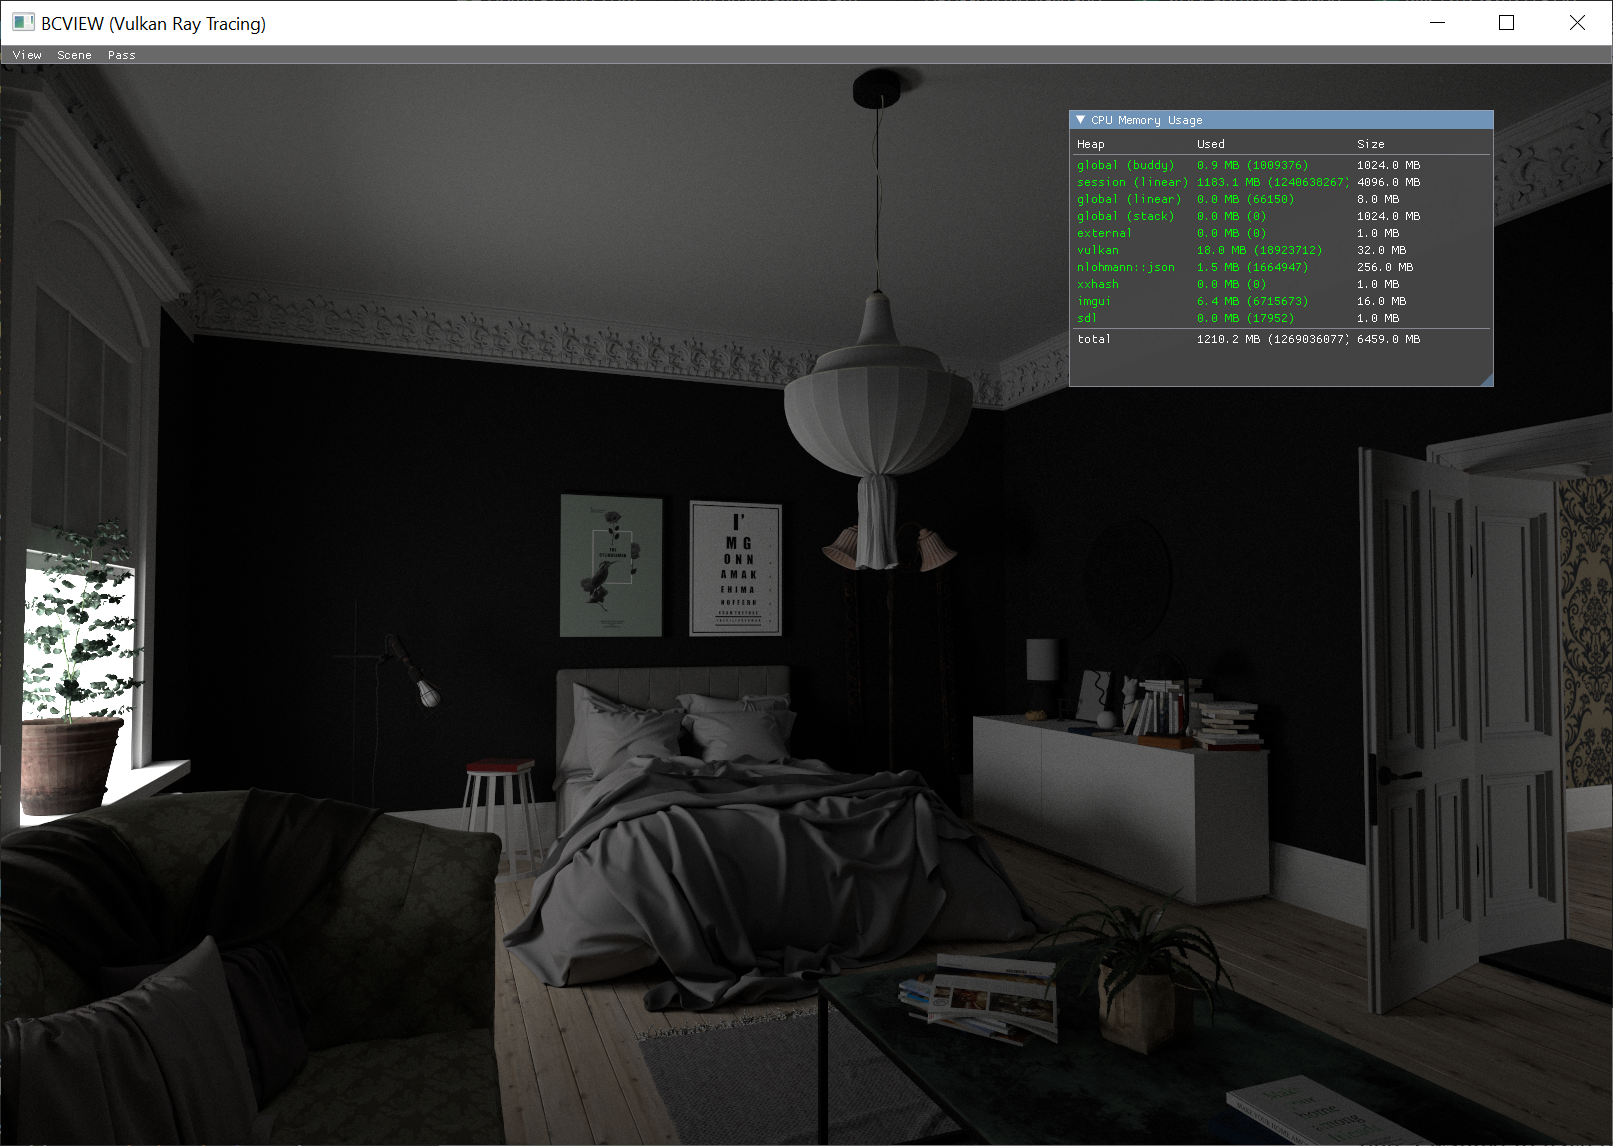 BCVIEW (Vulkan Ray Tracing)
View Scene Pass
CPU Memory Usage
Heap Used Size
global (buddy) 0.9 MB (1009376) 1024.0 MB
session (linear) 1183.1 MB (1240638267) 4096.0 MB
global (linear) 0.0 MB (66150) 8.0 MB
global (stack) 0.0 MB (0) 1024.0 MB
external 0.0 MB (0) 1.0 MB
vulkan 18.0 MB (18923712) 32.0 MB
nlohmann::json 1.5 MB (1664947) 256.0 MB
xxhash 0.0 MB (0) 1.0 MB
imgui 6.4 MB (6715673) 16.0 MB
sdl 0.0 MB (17952) 1.0 MB
total 1210.2 MB (1269036077) 6459.0 MB
I'
M G
O N N
A M A K
E H I M A
N O F F E R H
Make
your
home
among